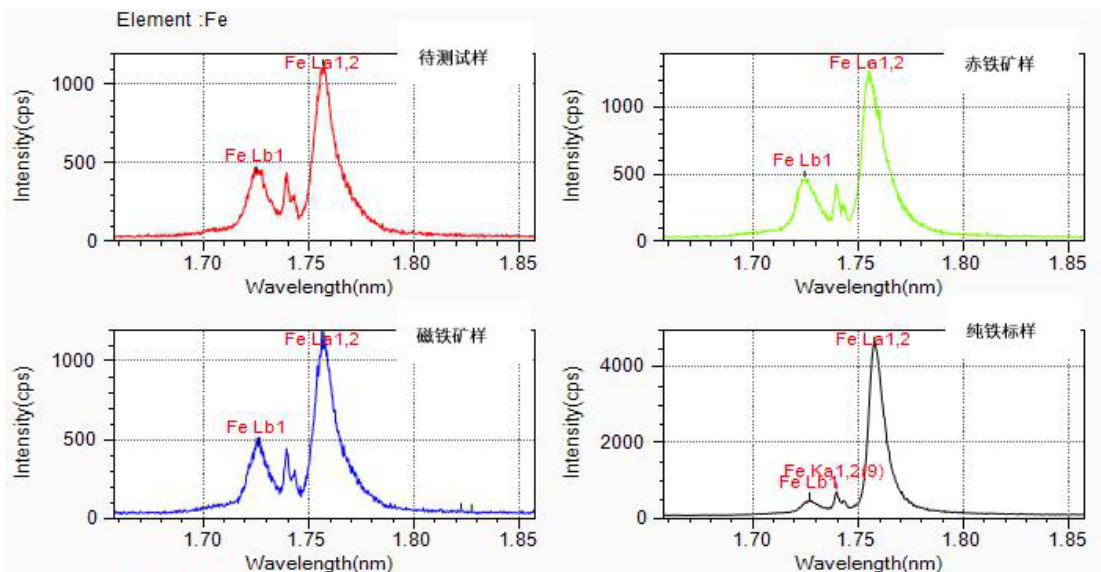 Element :Fe
待测试样
Fe La1,2
Fe Lb1
Intensity(cps)
1000
500
0
1.70
1.75
1.80
1.85
Wavelength(nm)
赤铁矿样
Fe La1,2
Fe Lb1
Intensity(cps)
1000
500
0
1.70
1.75
1.80
1.85
Wavelength(nm)
磁铁矿样
Fe La1,2
Fe Lb1
Intensity(cps)
1000
500
0
1.70
1.75
1.80
1.85
Wavelength(nm)
纯铁标样
Fe La1,2
Fe Ka1,2(9)
Fe Lb1
Intensity(cps)
4000
2000
0
1.70
1.75
1.80
1.85
Wavelength(nm)